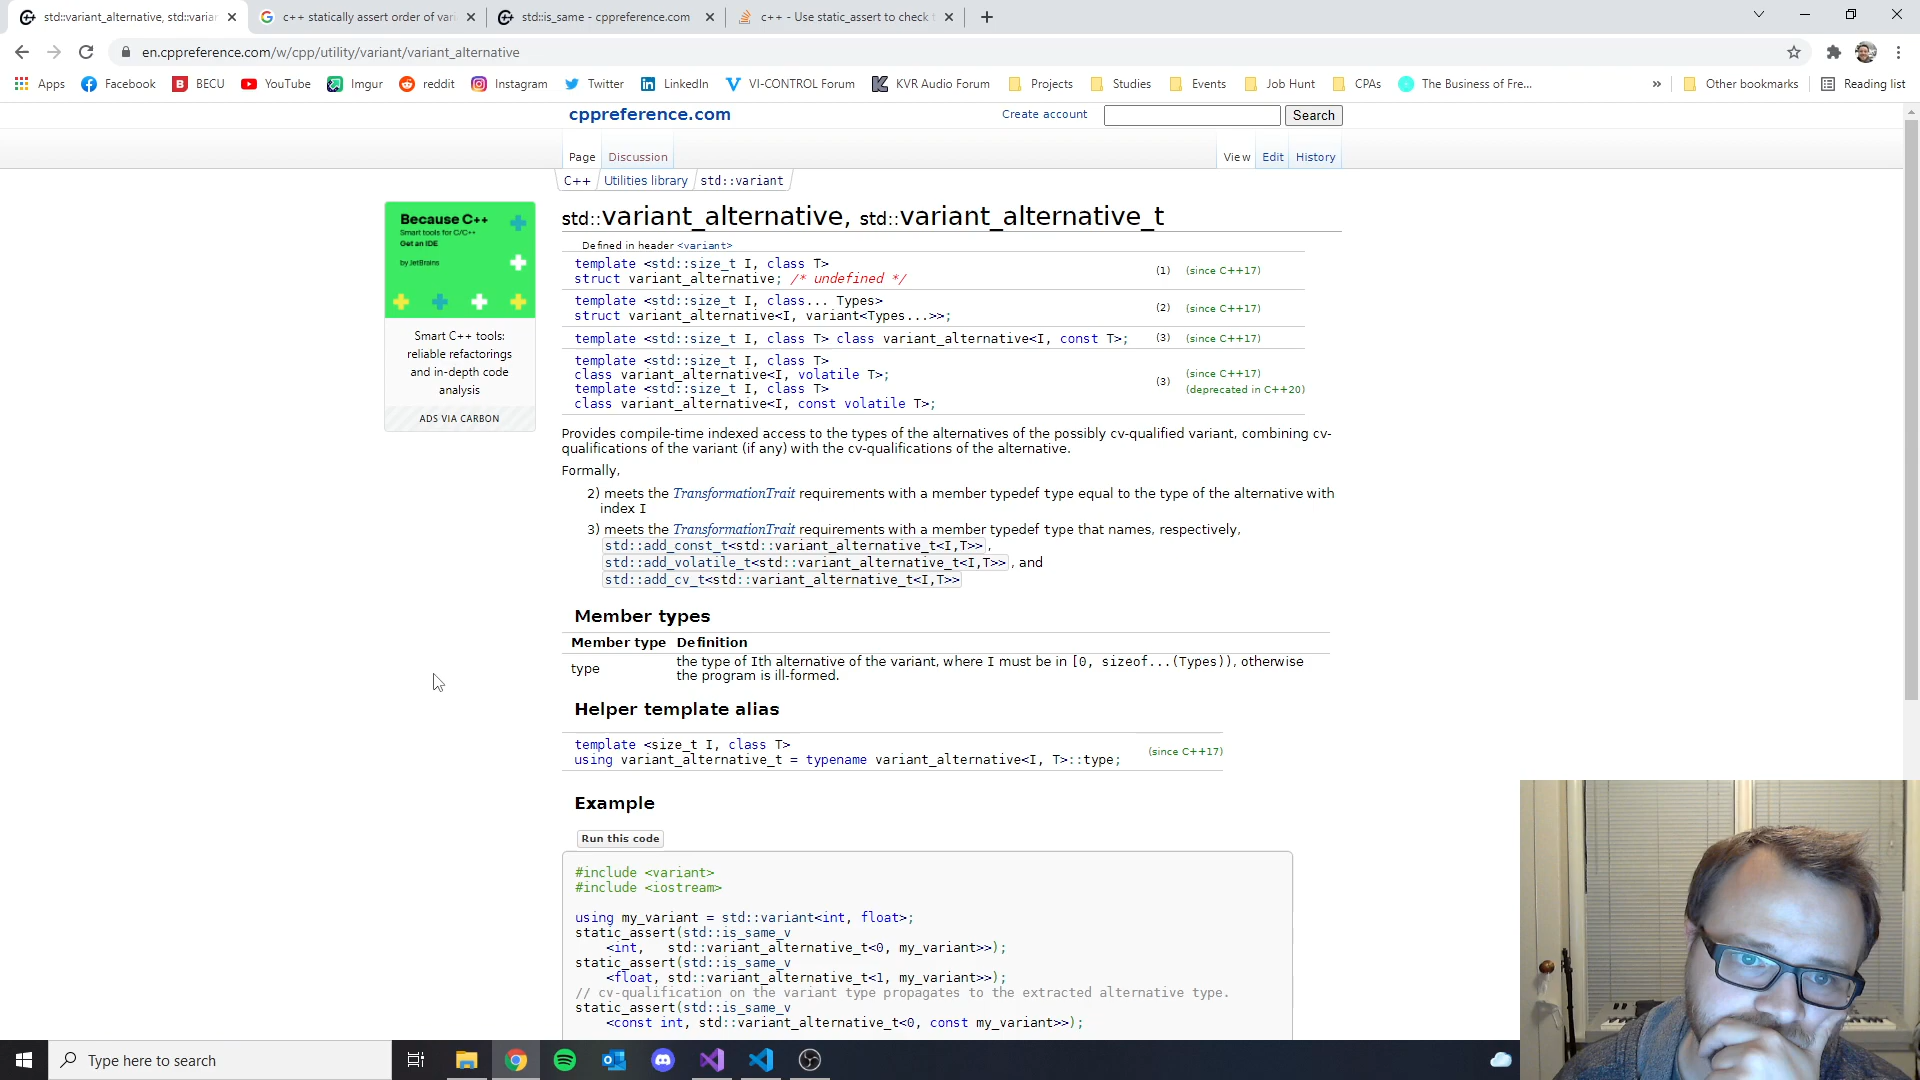 std::variant_alternative, std::varian
c++ statically assert order of vari
std::is_same - cppreference.com
c++ - Use static_assert to check t
en.cppreference.com/w/cpp/utility/variant/variant_alternative
Apps
Facebook
BECU
YouTube
Imgur
reddit
Instagram
Twitter
LinkedIn
VI-CONTROL Forum
KVR Audio Forum
Projects
Studies
Events
Job Hunt
CPAs
The Business of Fre...
»
Other bookmarks
Reading list
cppreference.com
Create account
Search
Page
Discussion
View
Edit
History
C++
Utilities library
std::variant
Because C++
Smart tools for C/C++
Get an IDE
by JetBrains
Smart C++ tools:
reliable refactorings
and in-depth code
analysis
ADS VIA CARBON
std::variant_alternative, std::variant_alternative_t
Defined in header <variant>
template <std::size_t I, class T>
struct variant_alternative; /* undefined */
(1) (since C++17)
template <std::size_t I, class... Types>
struct variant_alternative<I, variant<Types...>>;
(2) (since C++17)
template <std::size_t I, class T> class variant_alternative<I, const T>; (3) (since C++17)
template <std::size_t I, class T>
class variant_alternative<I, volatile T>;
template <std::size_t I, class T>
class variant_alternative<I, const volatile T>;
(3) (since C++17)
(deprecated in C++20)
Provides compile-time indexed access to the types of the alternatives of the possibly cv-qualified variant, combining cv-
qualifications of the variant (if any) with the cv-qualifications of the alternative.
Formally,
2) meets the TransformationTrait requirements with a member typedef type equal to the type of the alternative with
index I
3) meets the TransformationTrait requirements with a member typedef type that names, respectively,
std::add_const_t<std::variant_alternative_t<I,T>>,
std::add_volatile_t<std::variant_alternative_t<I,T>>, and
std::add_cv_t<std::variant_alternative_t<I,T>>
Member types
Member type Definition
type
the type of Ith alternative of the variant, where I must be in [0, sizeof...(Types)), otherwise
the program is ill-formed.
Helper template alias
template <size_t I, class T>
using variant_alternative_t = typename variant_alternative<I, T>::type;
(since C++17)
Example
Run this code
#include <variant>
#include <iostream>
using my_variant = std::variant<int, float>;
static_assert(std::is_same_v
<int,   std::variant_alternative_t<0, my_variant>>);
static_assert(std::is_same_v
<float, std::variant_alternative_t<1, my_variant>>);
// cv-qualification on the variant type propagates to the extracted alternative type.
static_assert(std::is_same_v
<const int, std::variant_alternative_t<0, const my_variant>>);
Type here to search